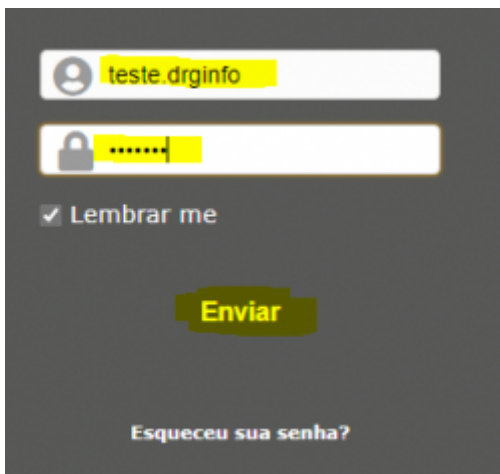 teste.drginfo
•••••••
Lembrar me
Enviar
Esqueceu sua senha?